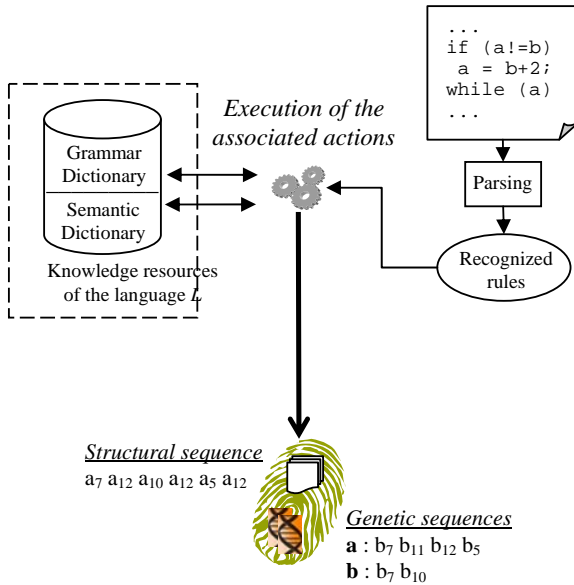 ...
if (a!=b)
a = b+2;
while (a)
...
Execution of the
associated actions
Grammar
Dictionary
Semantic
Dictionary
Knowledge resources
of the language L
Parsing
Recognized
rules
Structural sequence
a₇ a₁₂ a₁₀ a₁₂ a₅ a₁₂
Genetic sequences
a : b₇ b₁₁ b₁₂ b₅
b : b₇ b₁₀